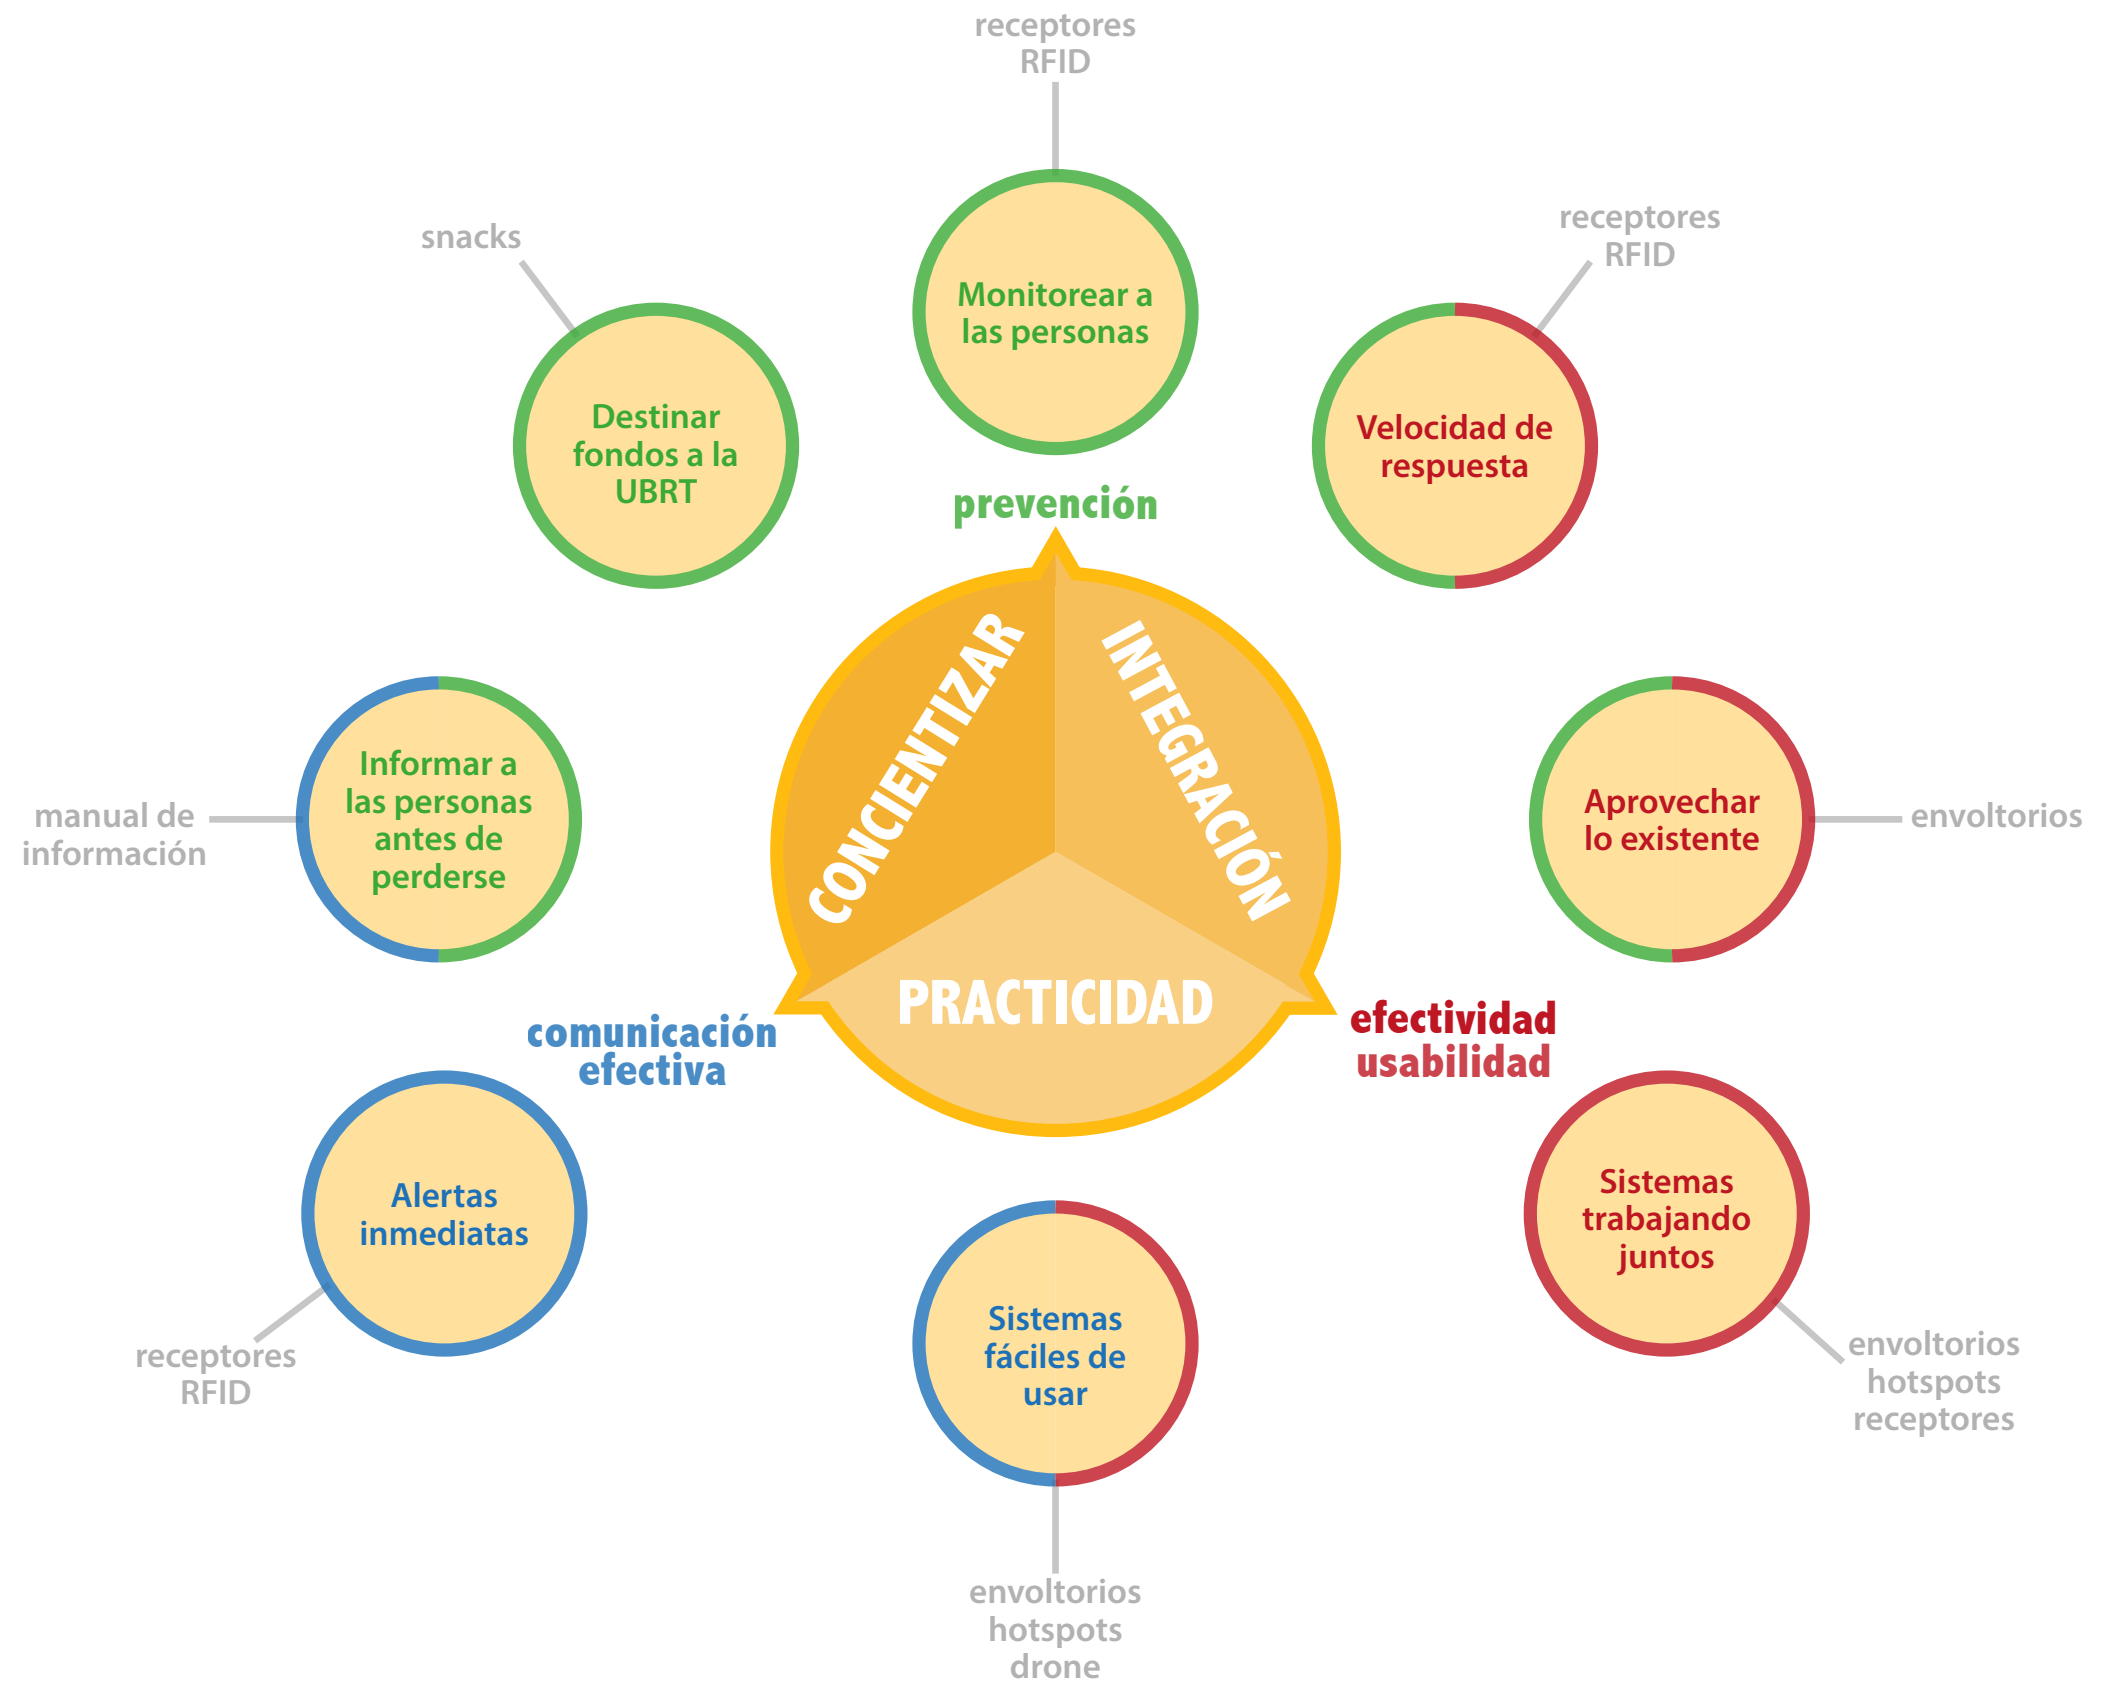 receptores
RFID
snacks
receptores
RFID
Monitorear a
las personas
Destinar
fondos a la
UBRT
Velocidad de
respuesta
prevención
CONCIENTIZAR
INTEGRACIÓN
Informar a
las personas
antes de
perderse
manual de
información
Aprovechar
lo existente
envoltorios
PRACTICIDAD
comunicación
efectiva
efectividad
usabilidad
Alertas
inmediatas
receptores
RFID
Sistemas
trabajando
juntos
envoltorios
hotspots
receptores
Sistemas
fáciles de
usar
envoltorios
hotspots
drone